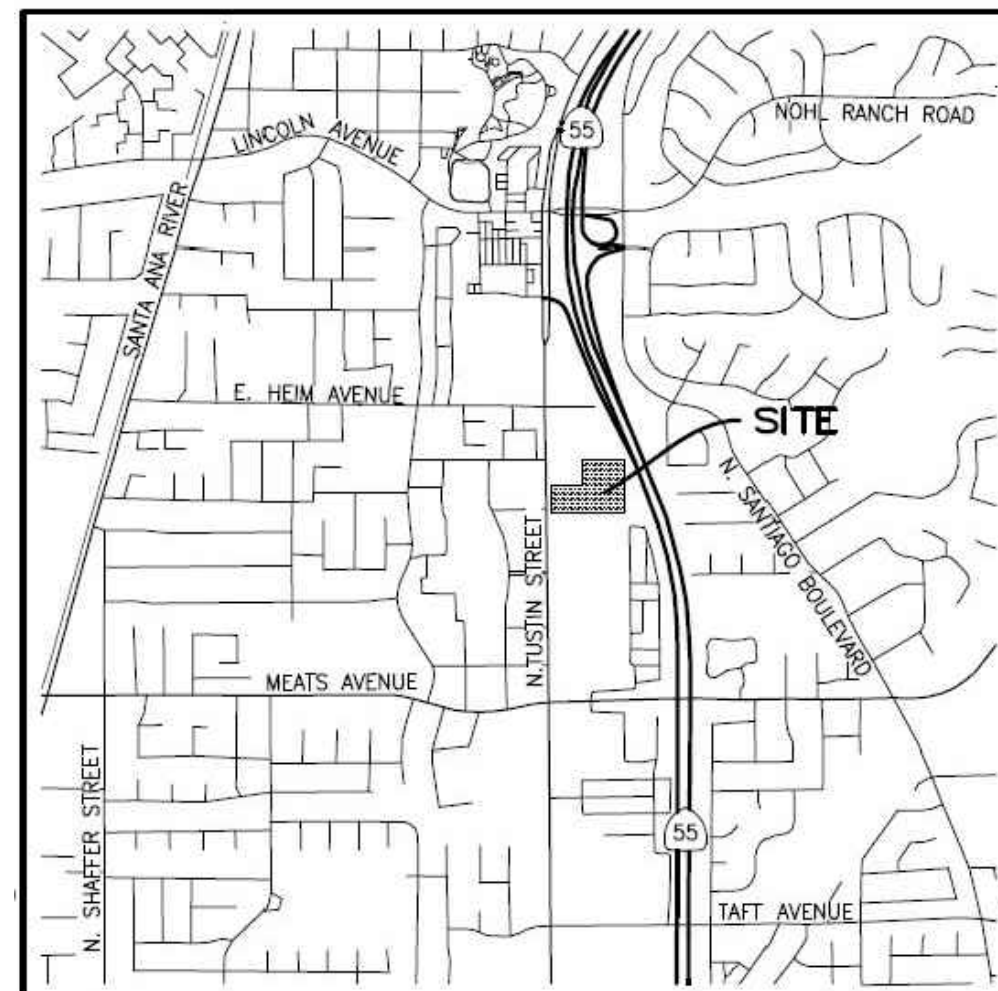 55
NOHL RANCH ROAD
LINCOLN AVENUE
SANTA ANA RIVER
E. HEIM AVENUE
SITE
N. SANTIAGO BOULEVARD
N.TUSTIN STREET
MEATS AVENUE
N. SHAFFER STREET
55
TAFT AVENUE